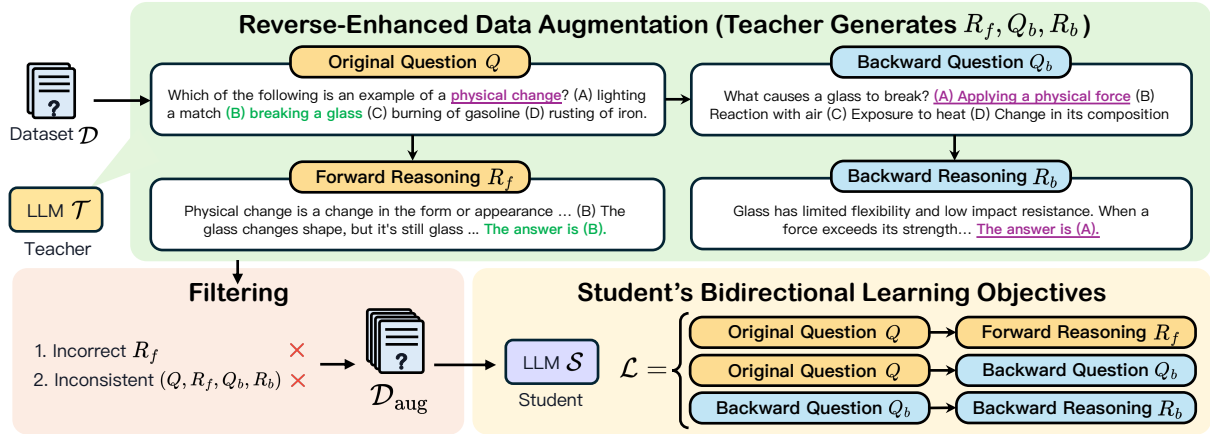 Reverse-Enhanced Data Augmentation (Teacher Generates R_f, Q_b, R_b)
Original Question Q
Which of the following is an example of a physical change? (A) lighting
a match (B) breaking a glass (C) burning of gasoline (D) rusting of iron.
Backward Question Q_b
What causes a glass to break? (A) Applying a physical force (B)
Reaction with air (C) Exposure to heat (D) Change in its composition
?
Dataset D
Forward Reasoning R_f
Physical change is a change in the form or appearance ... (B) The
glass changes shape, but it's still glass ... The answer is (B).
Backward Reasoning R_b
Glass has limited flexibility and low impact resistance. When a
force exceeds its strength... The answer is (A).
LLM T
Teacher
Filtering
1. Incorrect R_f
2. Inconsistent (Q, R_f, Q_b, R_b)
?
D_aug
Student's Bidirectional Learning Objectives
LLM S
Student
L =
Original Question Q
Forward Reasoning R_f
Original Question Q
Backward Question Q_b
Backward Question Q_b
Backward Reasoning R_b